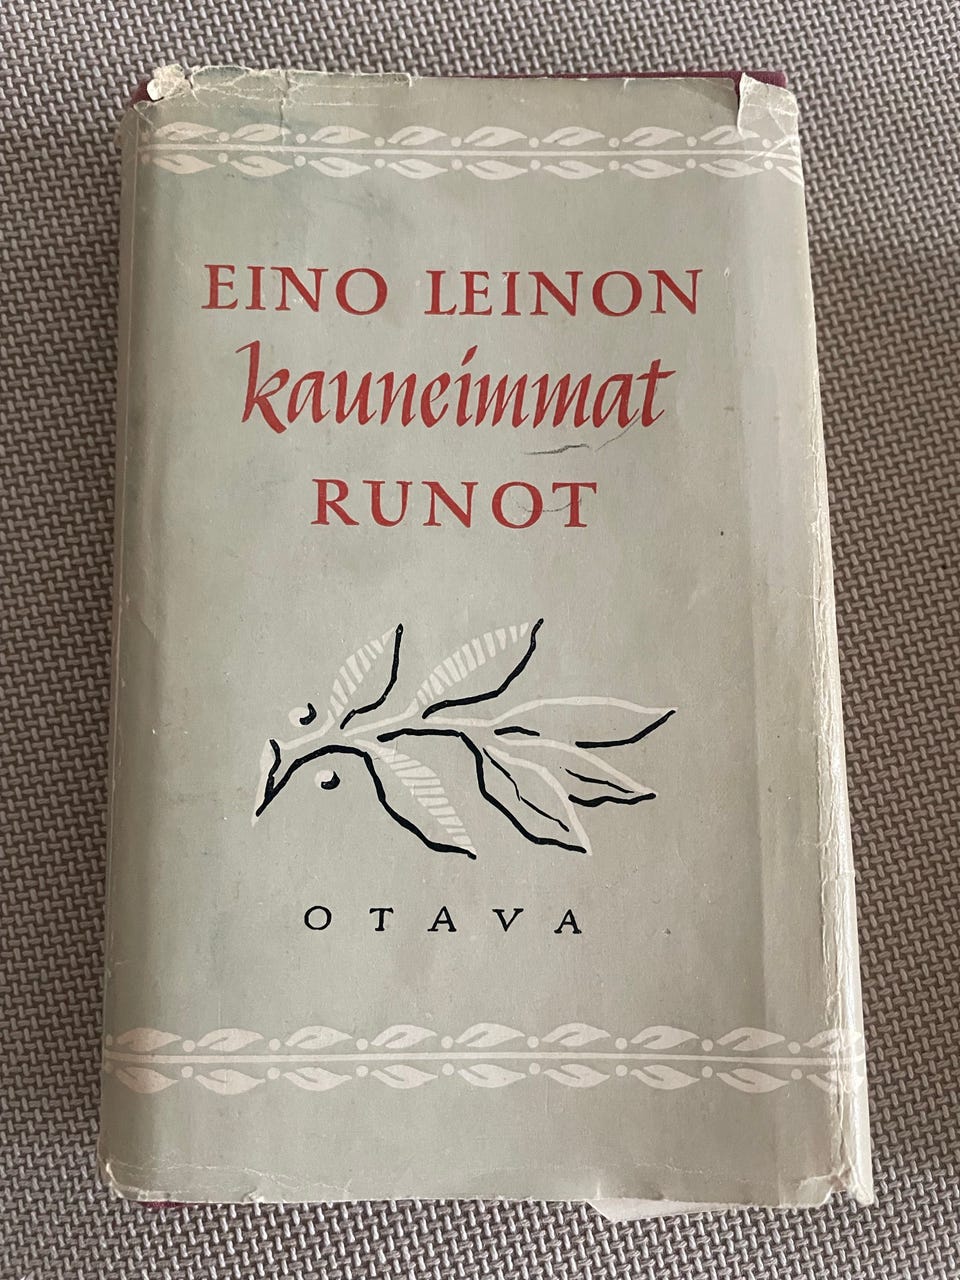 EINO LEINON
kauneimmat
RUNOT
OTAVA